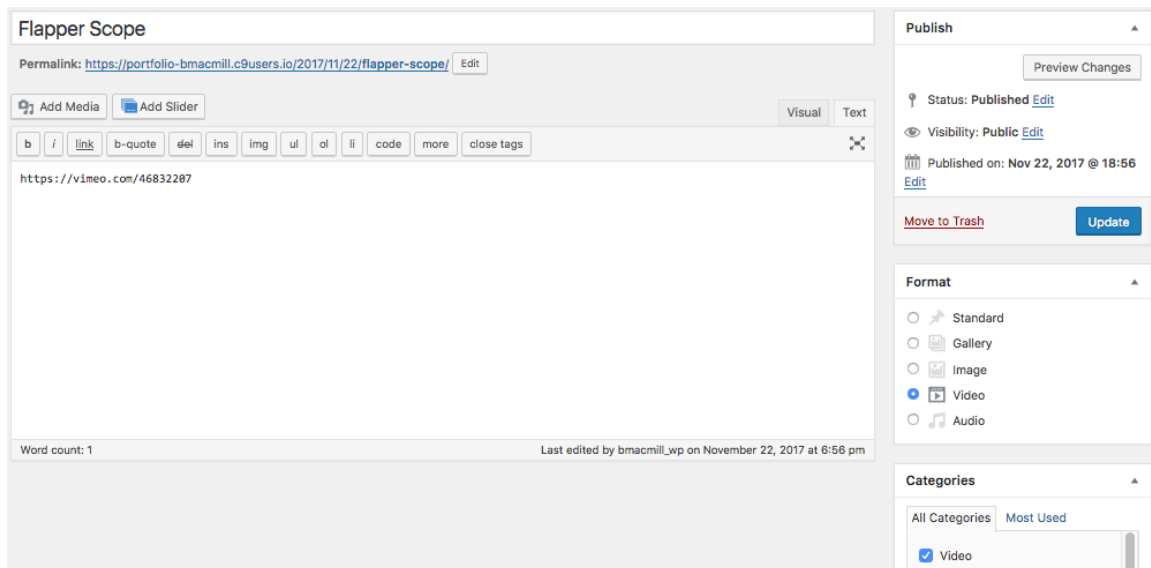 Flapper Scope
Permalink: https://portfolio-bmacmill.c9users.io/2017/11/22/flapper-scope/ Edit
Add Media Add Slider
Visual Text
b i link b-quote del ins img ul ol li code more close tags
https://vimeo.com/46832207
Word count: 1 Last edited by bmacmill_wp on November 22, 2017 at 6:56 pm
Publish
Preview Changes
Status: Published Edit
Visibility: Public Edit
Published on: Nov 22, 2017 @ 18:56
Edit
Move to Trash Update
Format
Standard
Gallery
Image
Video
Audio
Categories
All Categories Most Used
Video